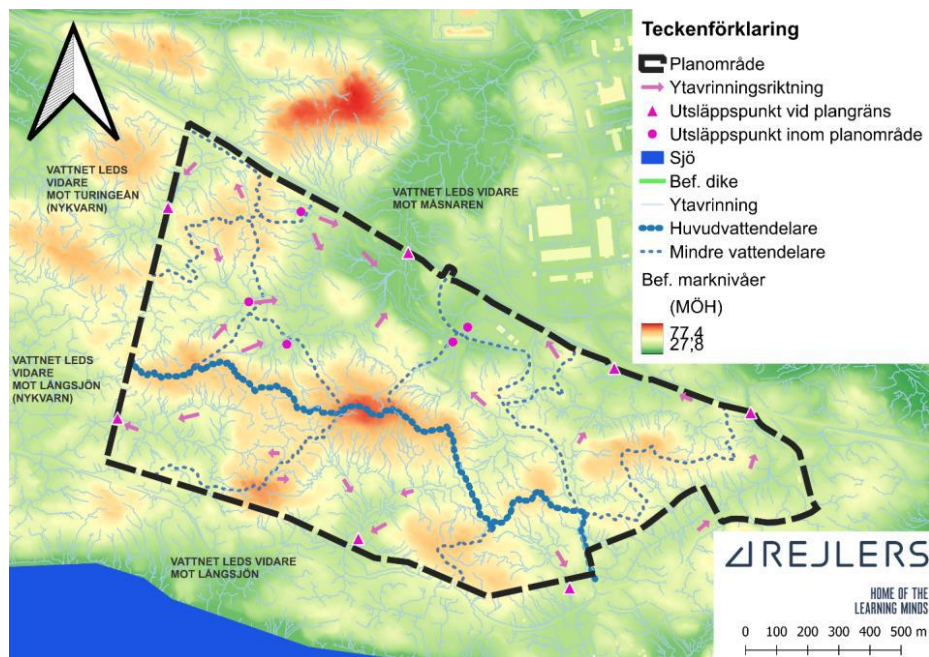 Teckenförklaring
Planområde
Ytavrinningsriktning
Utsläppspunkt vid plangräns
Utsläppspunkt inom planområde
Sjö
Bef. dike
Ytavrinning
Huvudvattendelare
Mindre vattendelare
Bef. marknivåer
(MÖH)
77,4
27,8
VATTNET LEDS
VIDARE
MOT TURINGEÅN
(NYKVARN)
VATTNET LEDS VIDARE
MOT MÅSNAREN
VATTNET LEDS
VIDARE
MOT LÅNGSJÖN
(NYKVARN)
VATTNET LEDS VIDARE
MOT LÅNGSJÖN
REJLERS
HOME OF THE
LEARNING MINDS
0 100 200 300 400 500 m